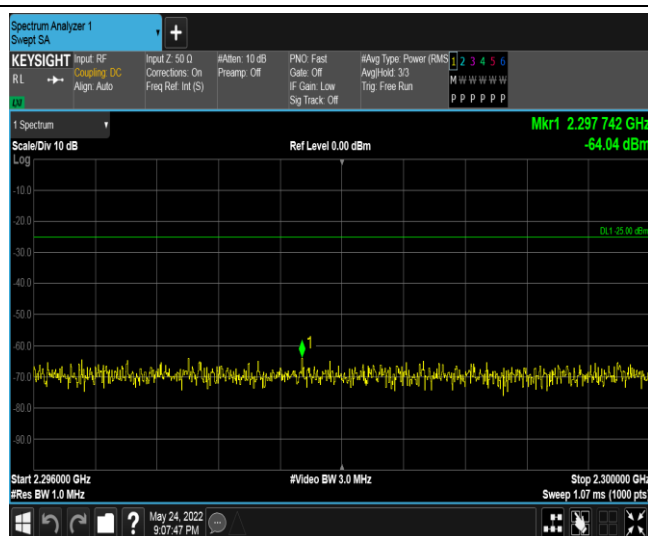 Spectrum Analyzer 1
Swept SA
+
KEYSIGHT
RL
LNI
Input: RF
Coupling: DC
Align: Auto
Input Z: 50 Ω
Corrections: On
Freq Ref: Int (S)
#Atten: 10 dB
Preamp: Off
PNO: Fast
Gate: Off
IF Gain: Low
Sig Track: Off
#Avg Type: Power (RMS
Avg|Hold: 3/3
Trig: Free Run
1 2 3 4 5 6
M W W W W W
P P P P P P
1 Spectrum
Mkr1 2.297 742 GHz
Scale/Div 10 dB
Ref Level 0.00 dBm
-64.04 dBm
Log
-10.0
-20.0
DL1 -25.00 dBm
-30.0
-40.0
-50.0
-60.0
1
-70.0
-80.0
-90.0
Start 2.296000 GHz
#Video BW 3.0 MHz
Stop 2.300000 GHz
#Res BW 1.0 MHz
Sweep 1.07 ms (1000 pts)
?
May 24, 2022
9:07:47 PM